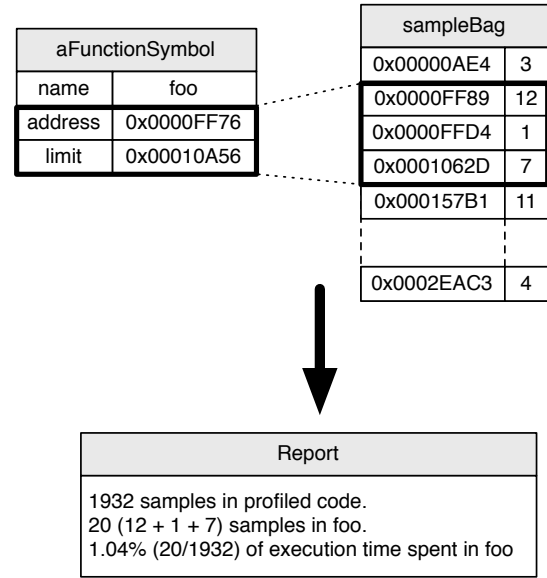 aFunctionSymbol
name foo
address 0x0000FF76
limit 0x00010A56
sampleBag
0x00000AE4 3
0x0000FF89 12
0x0000FFD4 1
0x0001062D 7
0x000157B1 11
0x0002EAC3 4
Report
1932 samples in profiled code.
20 (12 + 1 + 7) samples in foo.
1.04% (20/1932) of execution time spent in foo